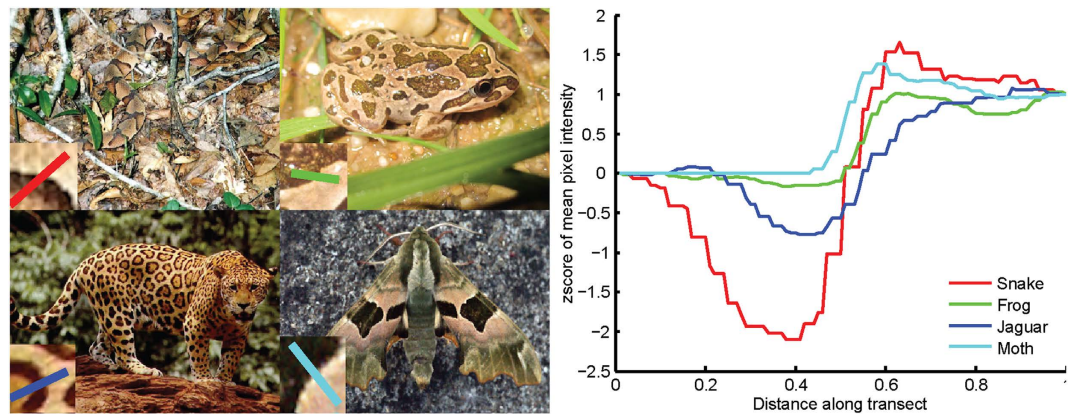 zscore of mean pixel intensity
2
1.5
1
0.5
0
−0.5
−1
−1.5
−2
−2.5
Snake
Frog
Jaguar
Moth
0 0.2 0.4 0.6 0.8
Distance along transect